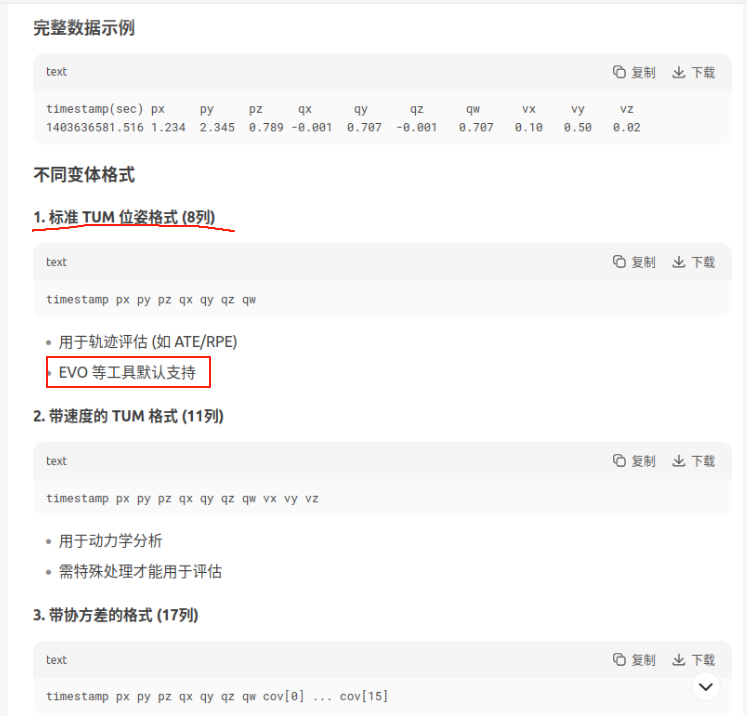 完整数据示例
text 复制 下载
timestamp(sec) px py pz qx qy qz qw vx vy vz
1403636581.516 1.234 2.345 0.789 -0.001 0.707 -0.001 0.707 0.10 0.50 0.02
不同变体格式
1. 标准 TUM 位姿格式 (8列)
text 复制 下载
timestamp px py pz qx qy qz qw
用于轨迹评估 (如 ATE/RPE)
EVO 等工具默认支持
2. 带速度的 TUM 格式 (11列)
text 复制 下载
timestamp px py pz qx qy qz qw vx vy vz
用于动力学分析
需特殊处理才能用于评估
3. 带协方差的格式 (17列)
text 复制 下载
timestamp px py pz qx qy qz qw cov[0] ... cov[15]